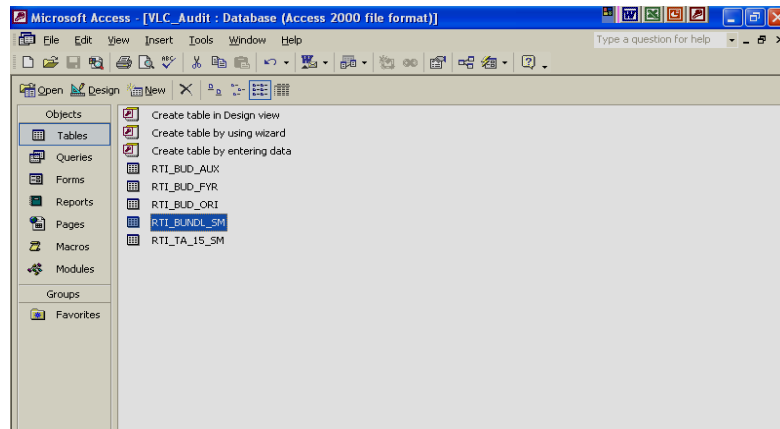 Microsoft Access - [VLC_Audit : Database (Access 2000 file format)]
File Edit View Insert Tools Window Help
Type a question for help
Open Design New
Objects
Tables
Queries
Forms
Reports
Pages
Macros
Modules
Groups
Favorites
Create table in Design view
Create table by using wizard
Create table by entering data
RTI_BUD_AUX
RTI_BUD_FYR
RTI_BUD_ORI
RTI_BUNDL_SM
RTI_TA_15_SM